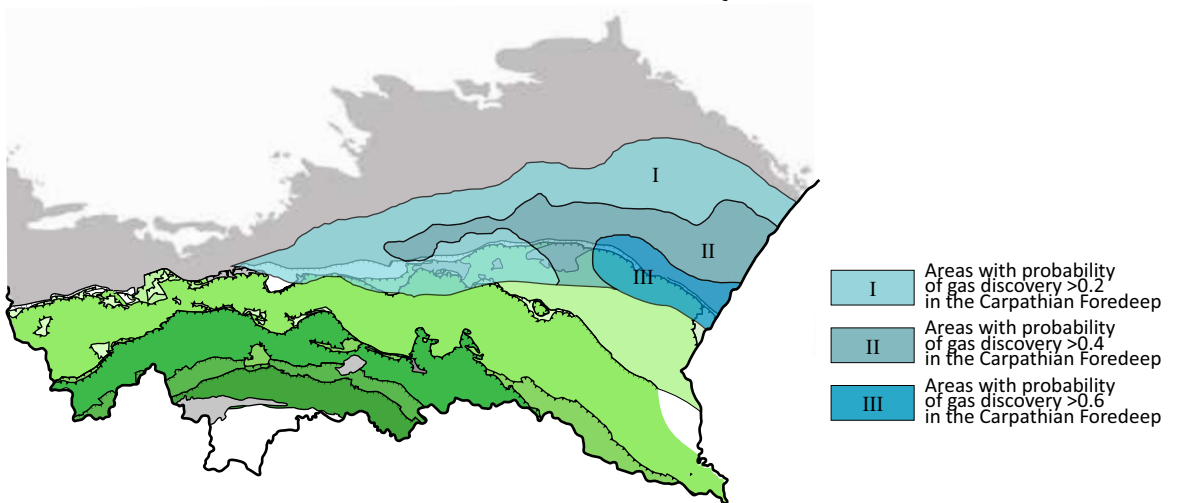 I
II
III
I
Areas with probability
of gas discovery >0.2
in the Carpathian Foredeep
II
Areas with probability
of gas discovery >0.4
in the Carpathian Foredeep
III
Areas with probability
of gas discovery >0.6
in the Carpathian Foredeep